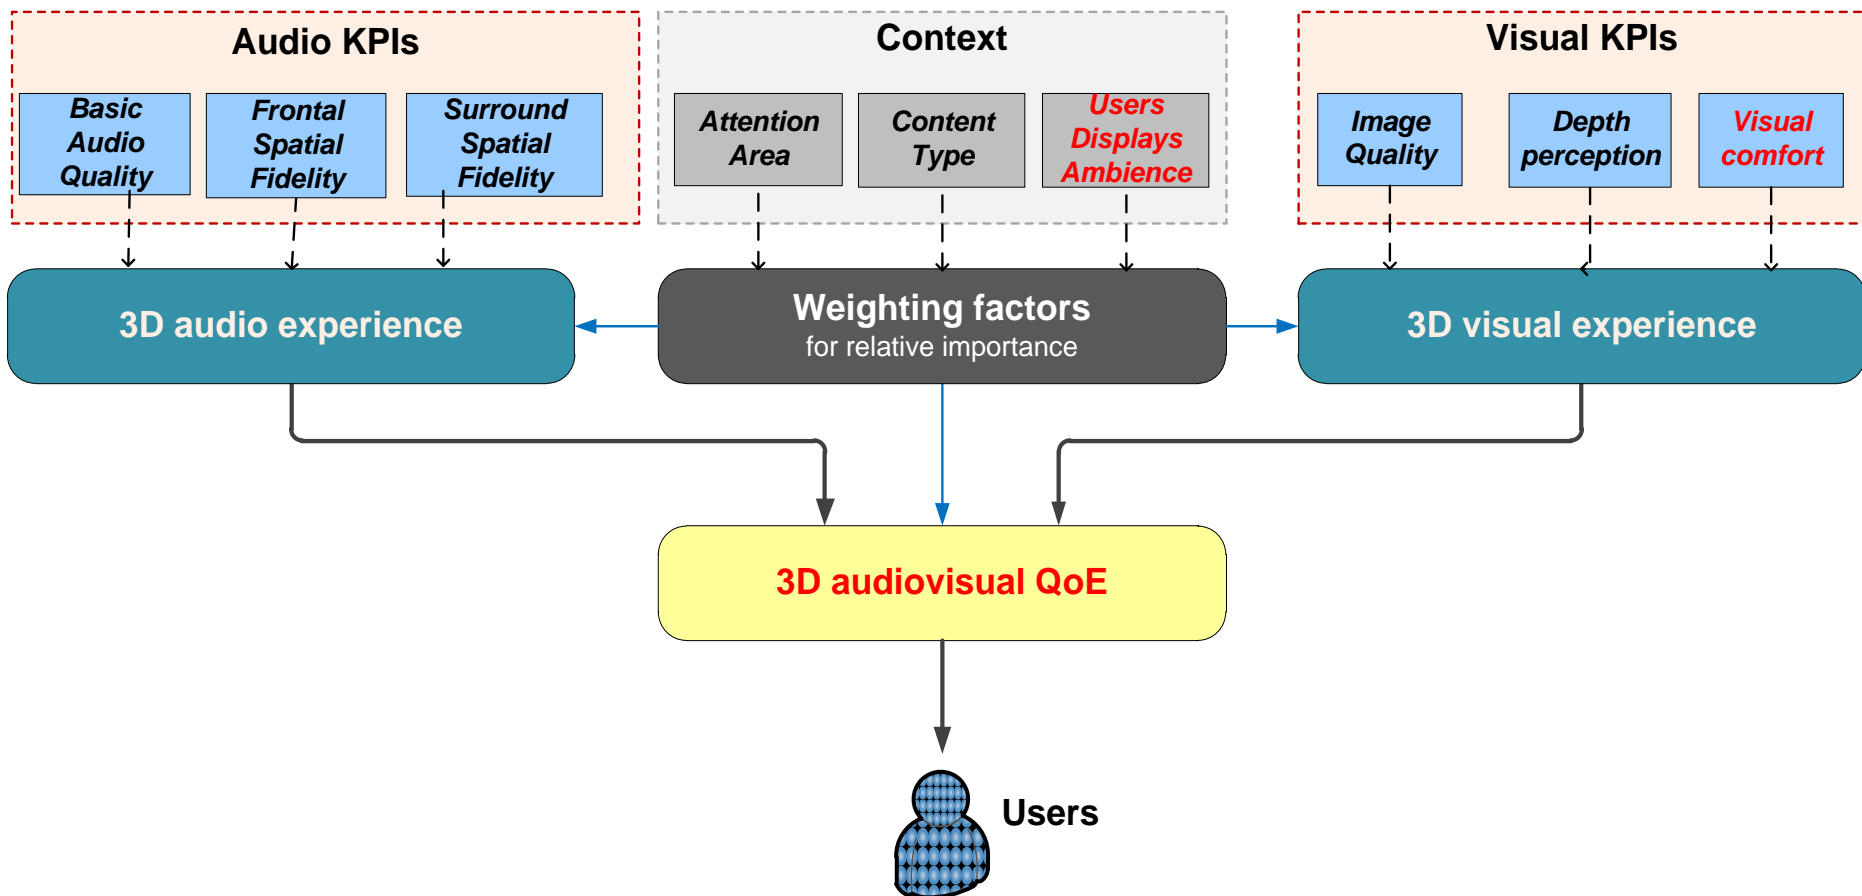 Audio KPIs
Basic
Audio
Quality
Frontal
Spatial
Fidelity
Surround
Spatial
Fidelity
Context
Attention
Area
Content
Type
Users
Displays
Ambience
Visual KPIs
Image
Quality
Depth
perception
Visual
comfort
3D audio experience
Weighting factors
for relative importance
3D visual experience
3D audiovisual QoE
Users